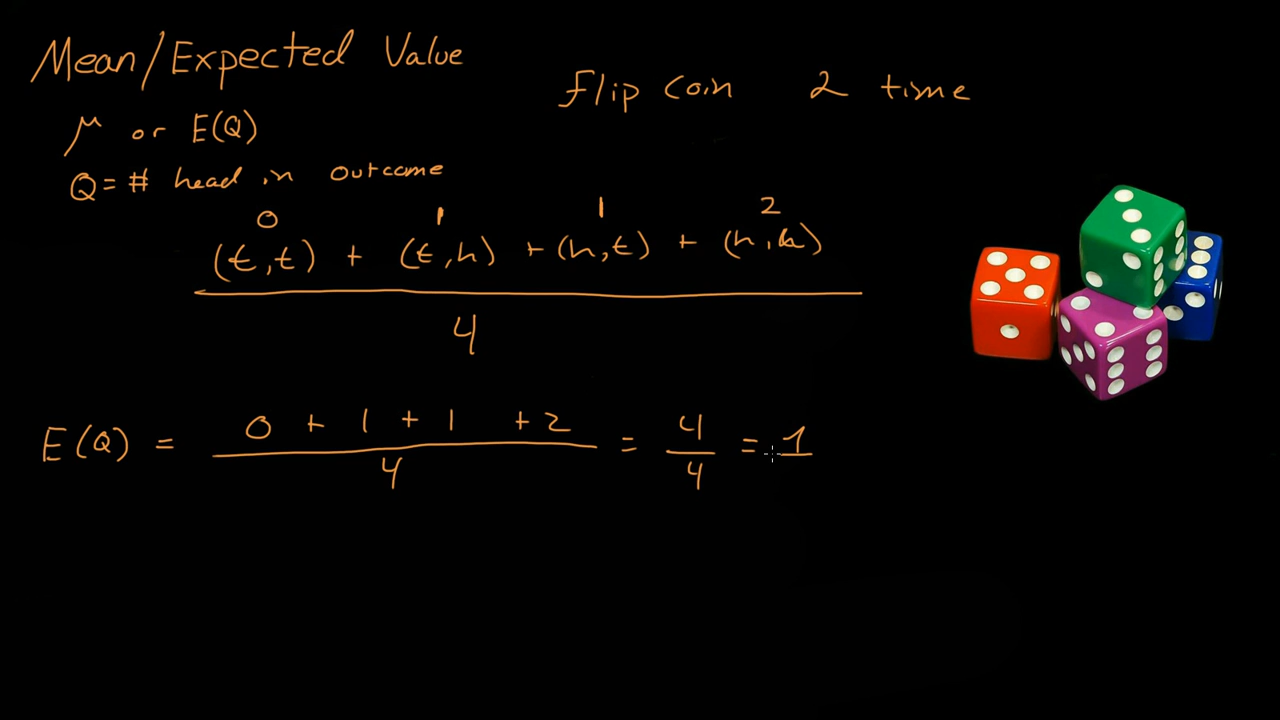 Mean/Expected Value
Flip coin 2 time
μ or E(Q)
Q = # head in outcome
0 1 1 2
(t,t) + (t,h) + (h,t) + (h,h)
4
E(Q) = 0 + 1 + 1 + 2 = 4 = 1
4 4